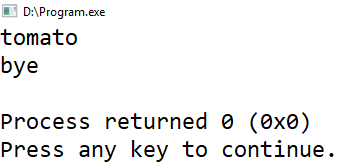 D:\Program.exe
tomato
bye
Process returned 0 (0x0)
Press any key to continue.